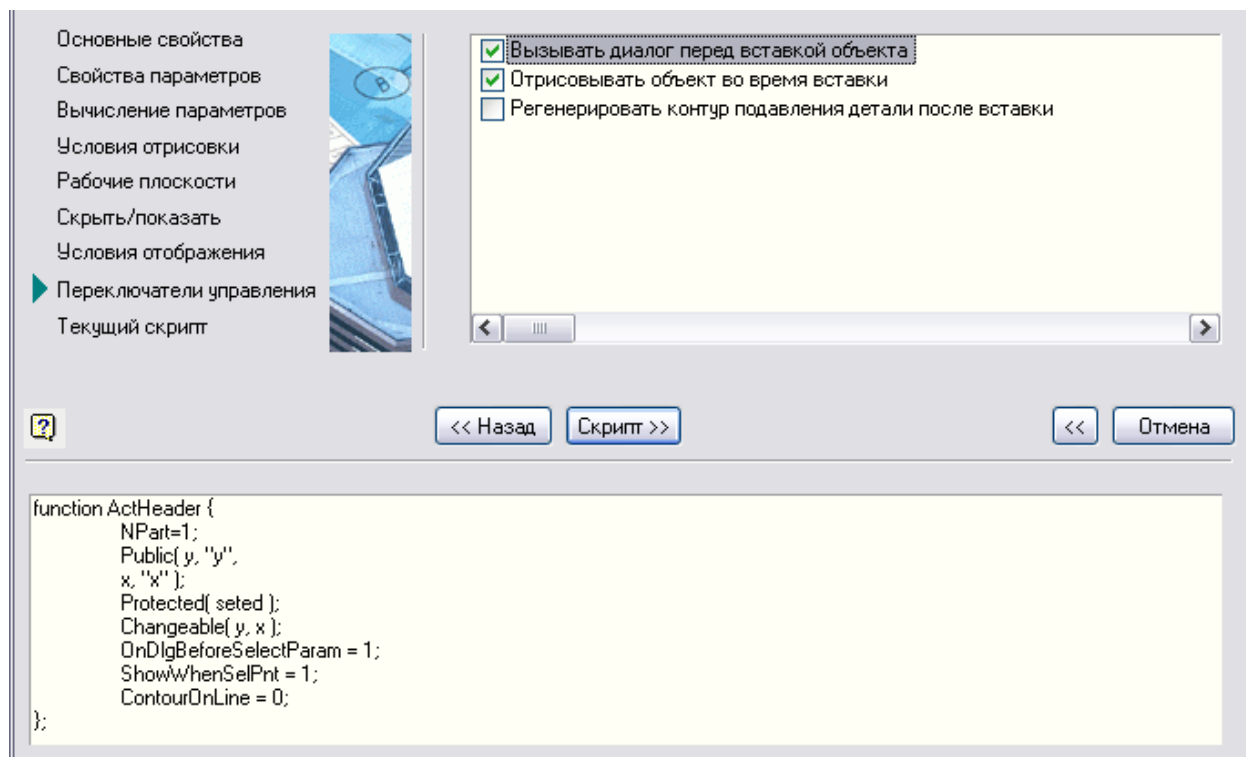 Основные свойства
Свойства параметров
Вычисление параметров
Условия отрисовки
Рабочие плоскости
Скрыть/показать
Условия отображения
Переключатели управления
Текущий скрипт
B
Вызывать диалог перед вставкой объекта
Отрисовывать объект во время вставки
Регенерировать контур подавления детали после вставки
?
<< Назад
Скрипт >>
<<
Отмена
function ActHeader {
NPart=1;
Public( y, "y",
x, "x" );
Protected( seted );
Changeable( y, x );
OnDlgBeforeSelectParam = 1;
ShowWhenSelPnt = 1;
ContourOnLine = 0;
};